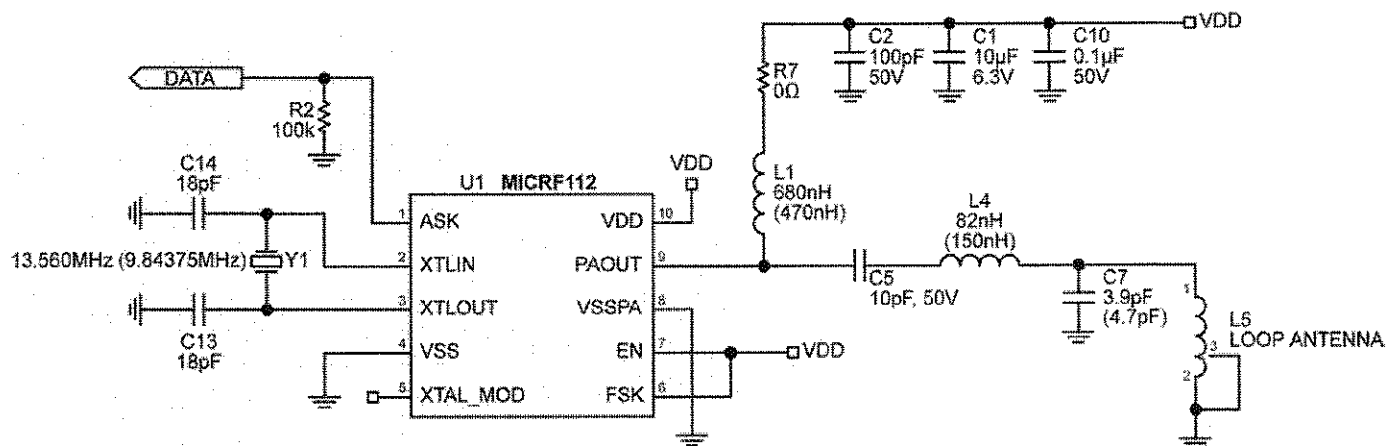 VDD
C2
100pF
50V
C1
10µF
6.3V
C10
0.1µF
50V
R7
0Ω
DATA
R2
100k
C14
18pF
U1 MICRF112
VDD
L1
680nH
(470nH)
L4
82nH
(150nH)
1 ASK
VDD 10
13.560MHz (9.84375MHz) Y1
2 XTLIN
PAOUT 9
C5
10pF, 50V
C7
3.9pF
(4.7pF)
3 XTLOUT
VSSPA 8
C13
18pF
4 VSS
EN 7
VDD
5 XTAL_MOD
FSK 6
1
L5
LOOP ANTENNA
3
2